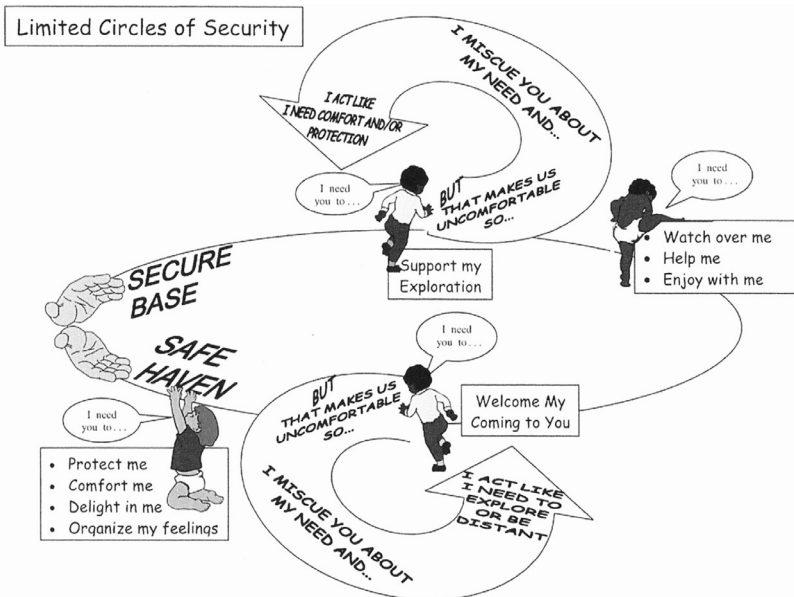 Limited Circles of Security
I MISCUE YOU ABOUT
MY NEED AND...
I ACT LIKE
I NEED COMFORT AND/OR
PROTECTION
BUT
THAT MAKES US
UNCOMFORTABLE
SO...
I need
you to . . .
Support my
Exploration
I need
you to . . .
• Watch over me
• Help me
• Enjoy with me
SECURE
BASE
SAFE
HAVEN
I need
you to . . .
• Protect me
• Comfort me
• Delight in me
• Organize my feelings
I need
you to . . .
Welcome My
Coming to You
BUT
THAT MAKES US
UNCOMFORTABLE
SO...
I MISCUE YOU ABOUT
MY NEED AND...
I ACT LIKE
I NEED TO
EXPLORE
OR BE
DISTANT